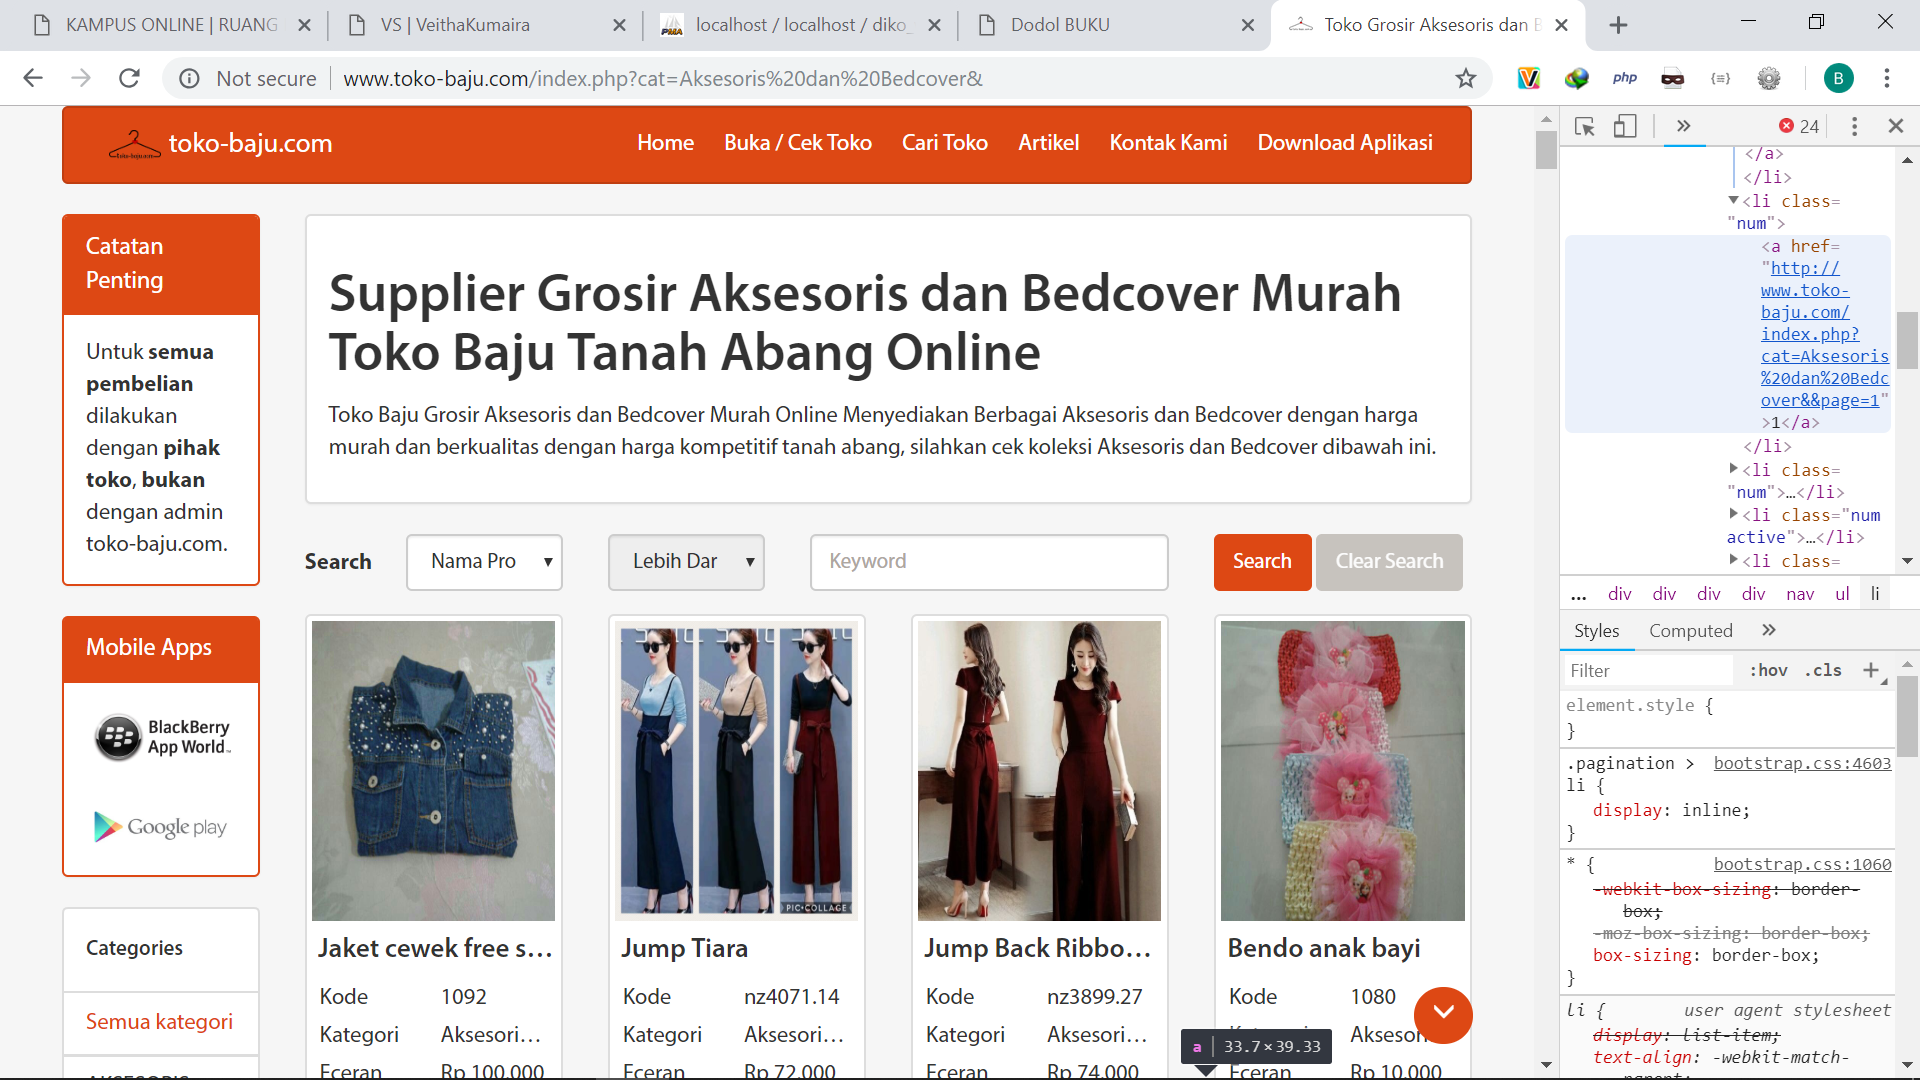 KAMPUS ONLINE | RUANG
VS | VeithaKumaira
localhost / localhost / diko_
Dodol BUKU
Toko Grosir Aksesoris dan B
Not secure
www.toko-baju.com/index.php?cat=Aksesoris%20dan%20Bedcover&
php
B
toko-baju.com
Home
Buka / Cek Toko
Cari Toko
Artikel
Kontak Kami
Download Aplikasi
Catatan
Penting
Untuk semua
pembelian
dilakukan
dengan pihak
toko, bukan
dengan admin
toko-baju.com.
Mobile Apps
BlackBerry
App World
Google play
Categories
Semua kategori
Supplier Grosir Aksesoris dan Bedcover Murah
Toko Baju Tanah Abang Online
Toko Baju Grosir Aksesoris dan Bedcover Murah Online Menyediakan Berbagai Aksesoris dan Bedcover dengan harga
murah dan berkualitas dengan harga kompetitif tanah abang, silahkan cek koleksi Aksesoris dan Bedcover dibawah ini.
Search
Nama Pro
Lebih Dar
Keyword
Search
Clear Search
Jaket cewek free s...
Kode 1092
Kategori Aksesori...
Eceran Rp 100.000
PIC•COLLAGE
Jump Tiara
Kode nz4071.14
Kategori Aksesori...
Eceran Rp 72.000
Jump Back Ribbo...
Kode nz3899.27
Kategori Aksesori...
Eceran Rp 74.000
Bendo anak bayi
Kode 1080
Kategori Aksesori
Eceran Rp 10.000
a | 33.7 × 39.33
24
</a>
</li>
<li class=
"num">
<a href=
"http://
www.toko-
baju.com/
index.php?
cat=Aksesoris
%20dan%20Bedc
over&&page=1"
>1</a>
</li>
<li class=
"num">…</li>
<li class="num
active">…</li>
<li class=
... div div div div nav ul li
Styles Computed
Filter :hov .cls +
element.style {
}
.pagination > bootstrap.css:4603
li {
display: inline;
}
* { bootstrap.css:1060
-webkit-box-sizing: border-
box;
-moz-box-sizing: border-box;
box-sizing: border-box;
}
li { user agent stylesheet
display: list-item;
text-align: -webkit-match-